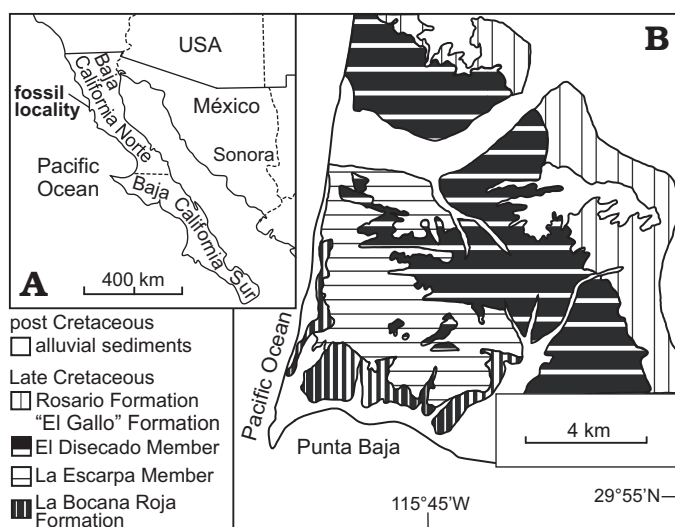 USA
B
Baja
California Norte
fossil
locality
México
Sonora
Pacific
Ocean
Baja California Sur
400 km
A
post Cretaceous
alluvial sediments
Late Cretaceous
Rosario Formation
“El Gallo” Formation
El Disecado Member
La Escarpa Member
La Bocana Roja
Formation
Pacific Ocean
Punta Baja
4 km
115°45'W
29°55'N